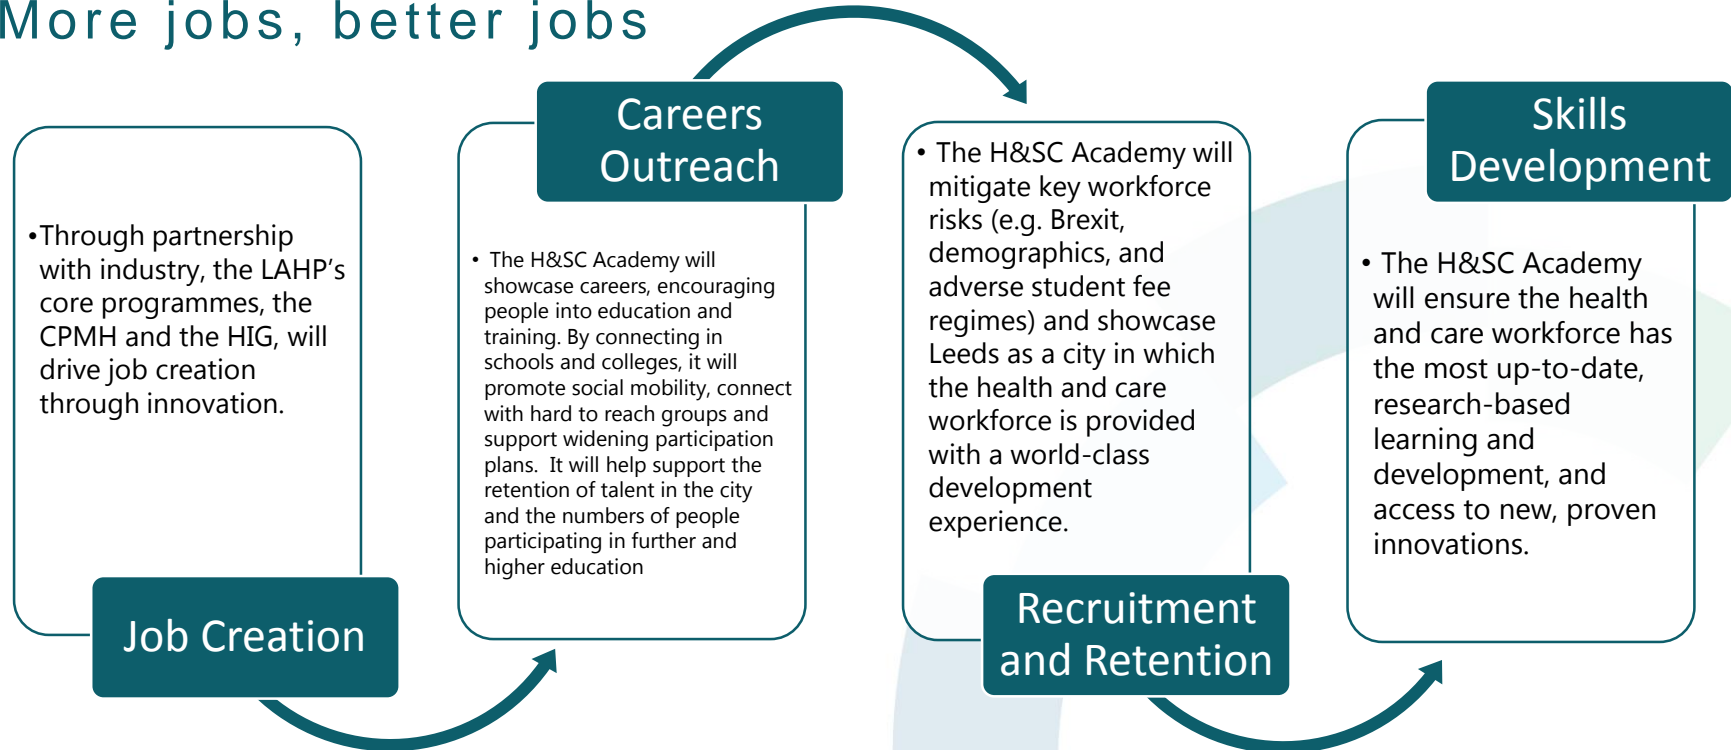 More jobs, better jobs
•Through partnership
with industry, the LAHP’s
core programmes, the
CPMH and the HIG, will
drive job creation
through innovation.
Job Creation
Careers
Outreach
• The H&SC Academy will
showcase careers, encouraging
people into education and
training. By connecting in
schools and colleges, it will
promote social mobility, connect
with hard to reach groups and
support widening participation
plans.  It will help support the
retention of talent in the city
and the numbers of people
participating in further and
higher education
• The H&SC Academy will
mitigate key workforce
risks (e.g. Brexit,
demographics, and
adverse student fee
regimes) and showcase
Leeds as a city in which
the health and care
workforce is provided
with a world-class
development
experience.
Recruitment
and Retention
Skills
Development
• The H&SC Academy
will ensure the health
and care workforce has
the most up-to-date,
research-based
learning and
development, and
access to new, proven
innovations.